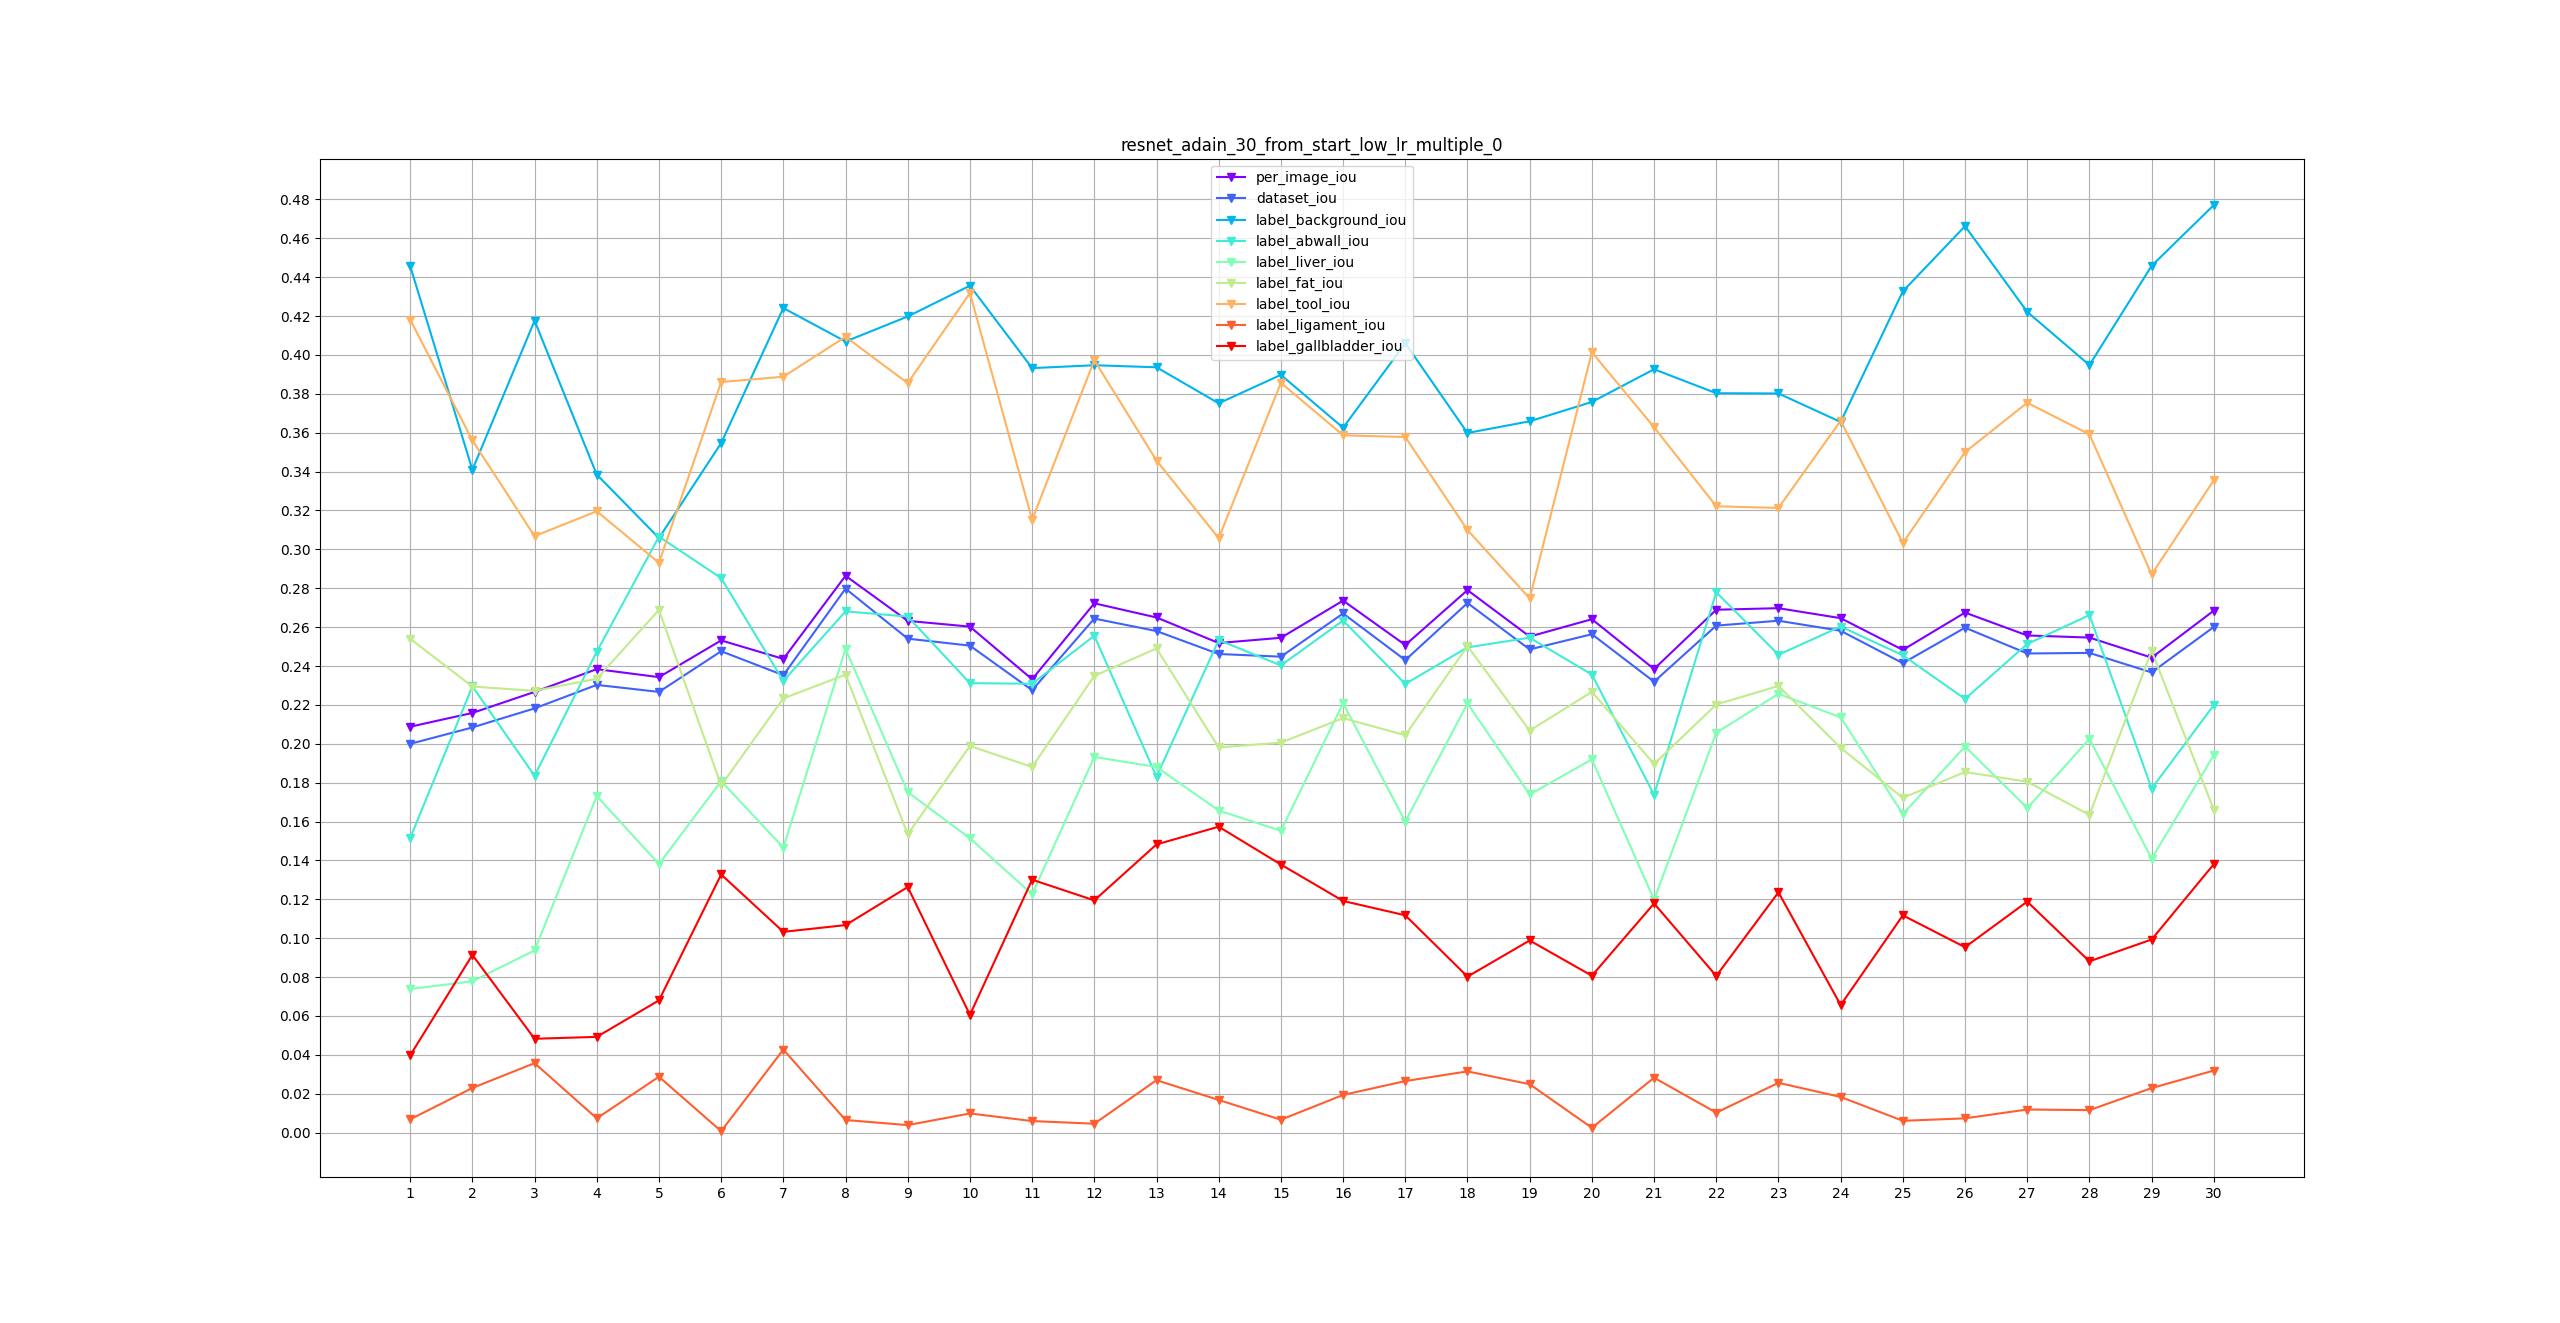 resnet_adain_30_from_start_low_lr_multiple_0
per_image_iou
dataset_iou
label_background_iou
label_abwall_iou
label_liver_iou
label_fat_iou
label_tool_iou
label_ligament_iou
label_gallbladder_iou
0.48
0.46
0.44
0.42
0.40
0.38
0.36
0.34
0.32
0.30
0.28
0.26
0.24
0.22
0.20
0.18
0.16
0.14
0.12
0.10
0.08
0.06
0.04
0.02
0.00
1 2 3 4 5 6 7 8 9 10 11 12 13 14 15 16 17 18 19 20 21 22 23 24 25 26 27 28 29 30